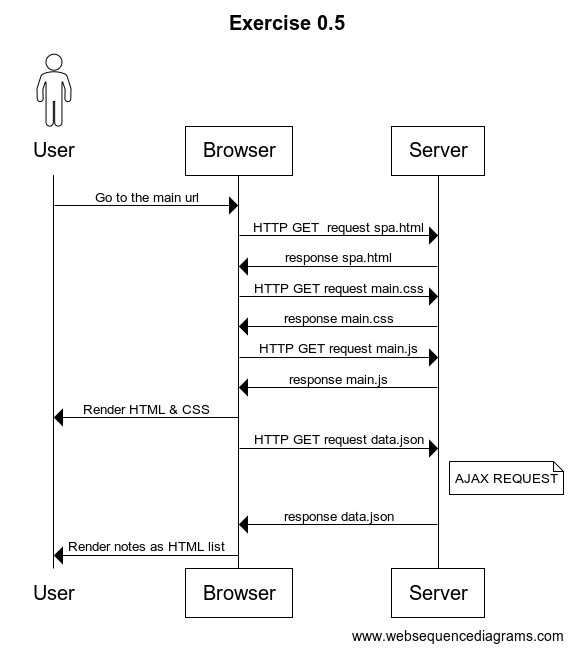 Exercise 0.5
User
Browser
Server
Go to the main url
HTTP GET  request spa.html
response spa.html
HTTP GET request main.css
response main.css
HTTP GET request main.js
response main.js
Render HTML & CSS
HTTP GET request data.json
AJAX REQUEST
response data.json
Render notes as HTML list
User
Browser
Server
www.websequencediagrams.com